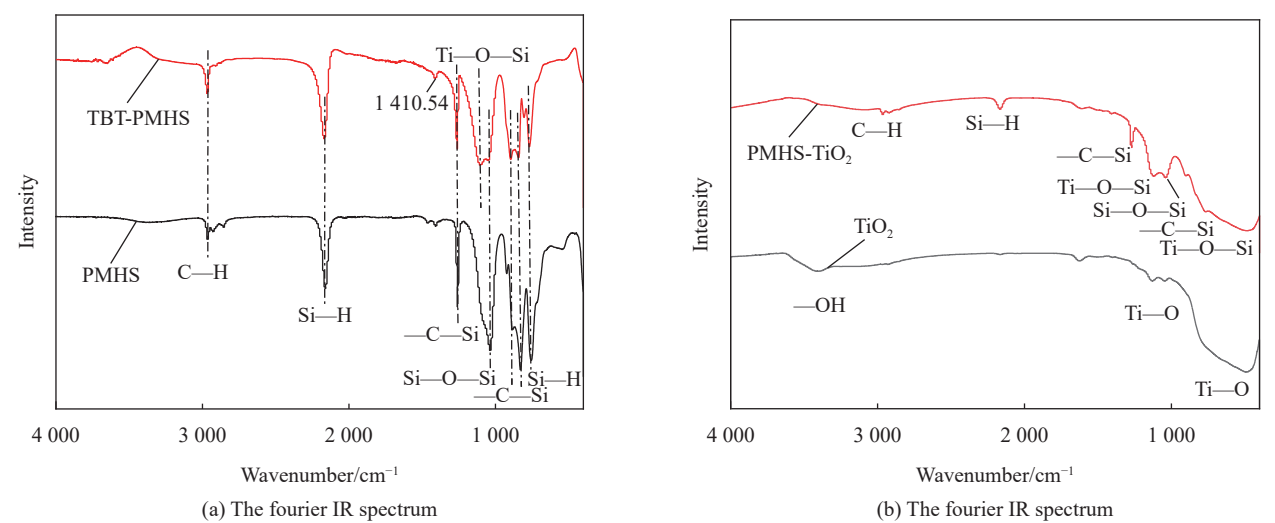 Ti—O—Si
1 410.54
TBT-PMHS
PMHS
C—H
Si—H
—C—Si
Si—O—Si
Si—H
—C—Si
Intensity
4 000
3 000
2 000
1 000
Wavenumber/cm⁻¹
(a) The fourier IR spectrum
PMHS-TiO₂
C—H
Si—H
—C—Si
Ti—O—Si
Si—O—Si
—C—Si
Ti—O—Si
TiO₂
—OH
Ti—O
Ti—O
Intensity
4 000
3 000
2 000
1 000
Wavenumber/cm⁻¹
(b) The fourier IR spectrum